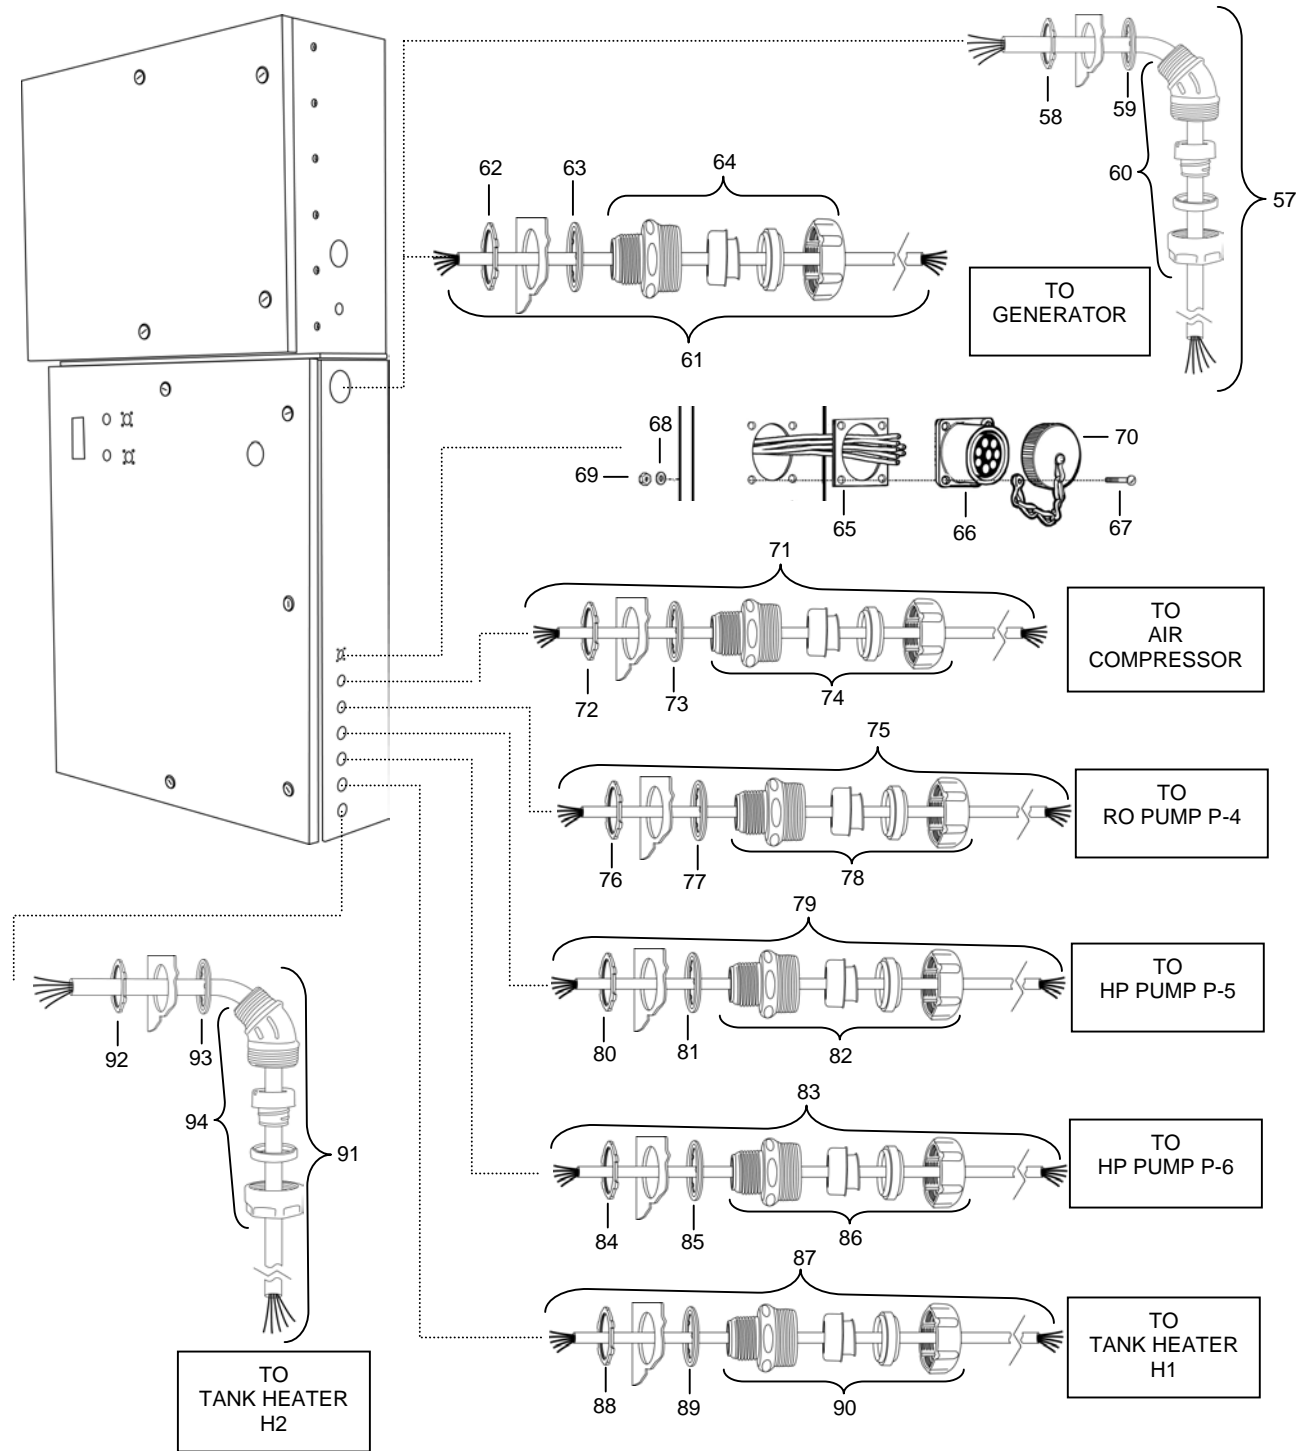 58
59
60
57
62
63
64
61
TO
GENERATOR
68
69
65
66
70
67
71
72
73
74
TO
AIR
COMPRESSOR
75
76
77
78
TO
RO PUMP P-4
79
80
81
82
TO
HP PUMP P-5
83
84
85
86
TO
HP PUMP P-6
87
88
89
90
TO
TANK HEATER
H1
92
93
94
91
TO
TANK HEATER
H2